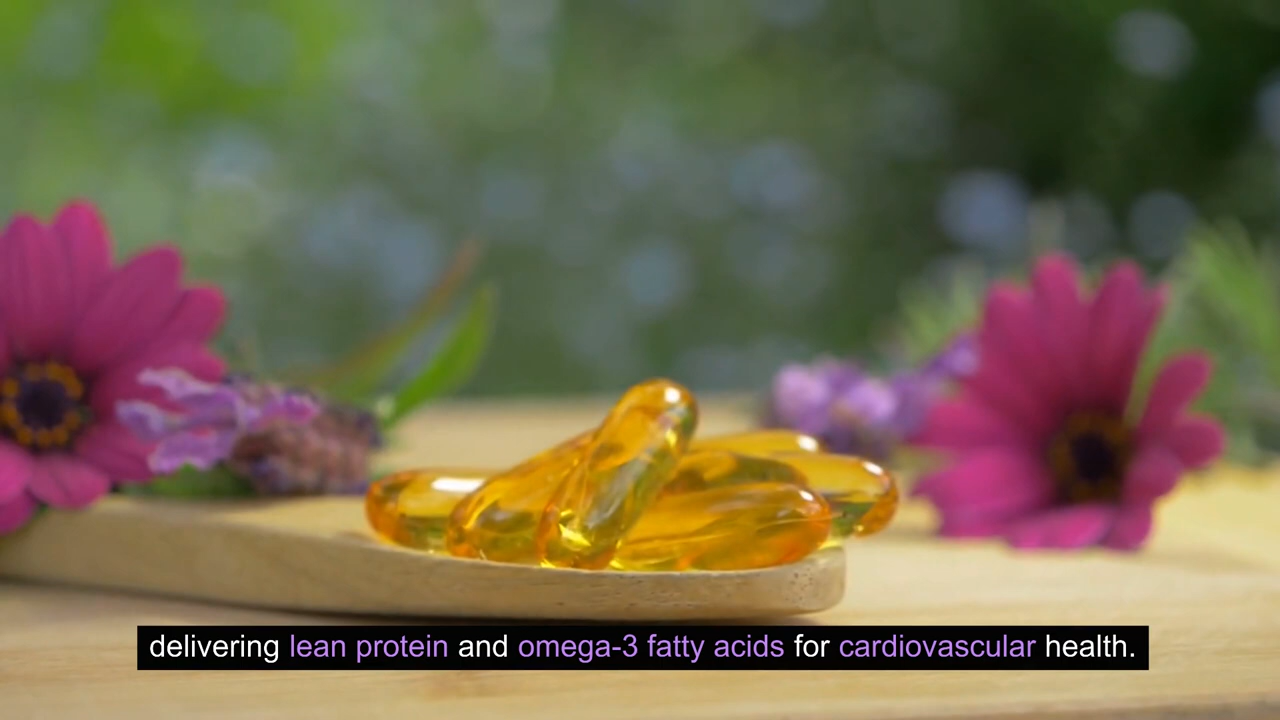 delivering lean protein and omega-3 fatty acids for cardiovascular health.